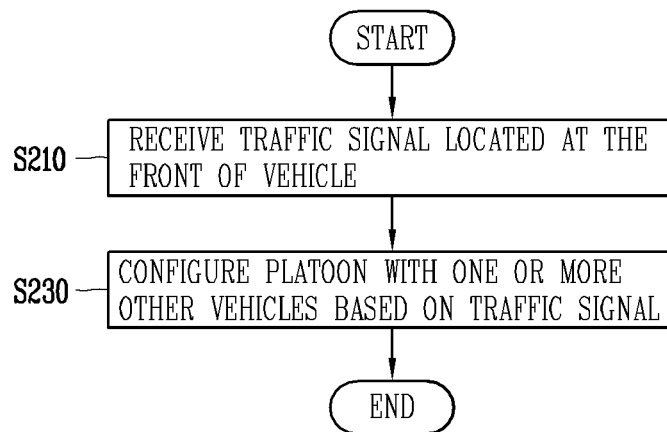 START
S210
RECEIVE TRAFFIC SIGNAL LOCATED AT THE
FRONT OF VEHICLE
S230
CONFIGURE PLATOON WITH ONE OR MORE
OTHER VEHICLES BASED ON TRAFFIC SIGNAL
END